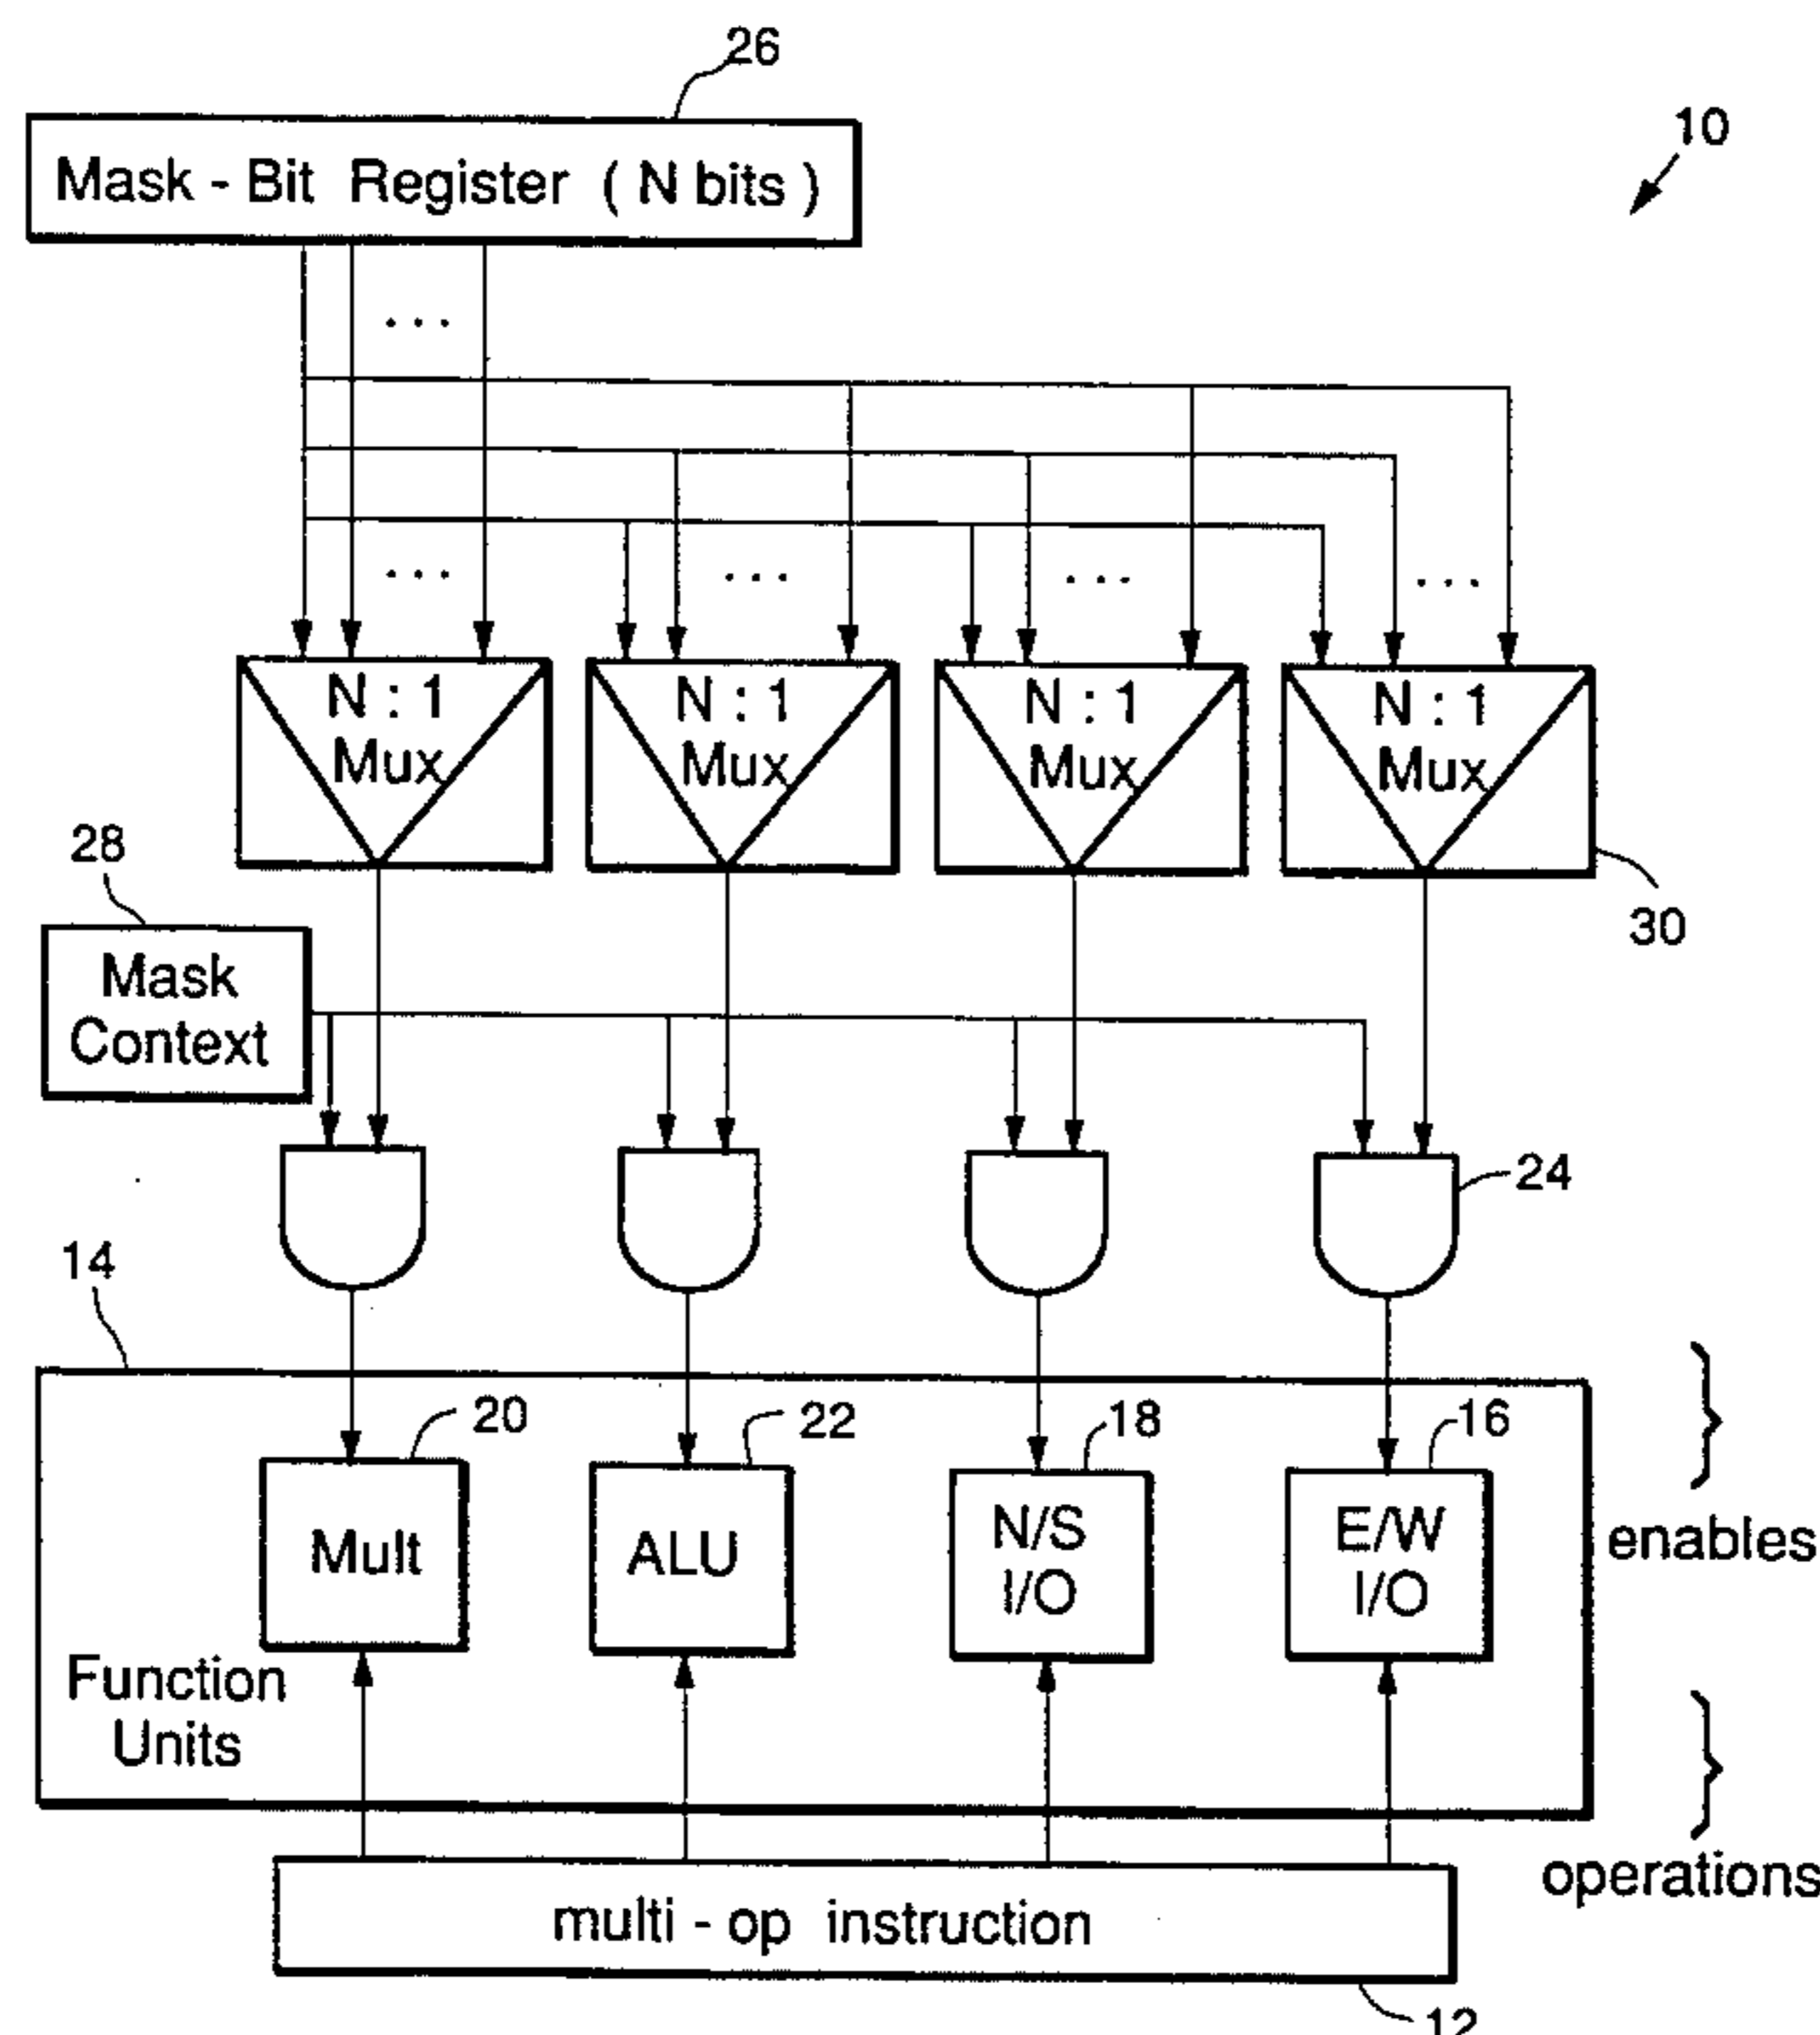 26
10
Mask - Bit Register ( N bits )
...
... ... ... ...
N : 1 Mux
N : 1 Mux
N : 1 Mux
N : 1 Mux
30
28
Mask
Context
24
14
20
22
18
16
Mult
ALU
N/S
I/O
E/W
I/O
enables
Function
Units
operations
multi - op instruction
12